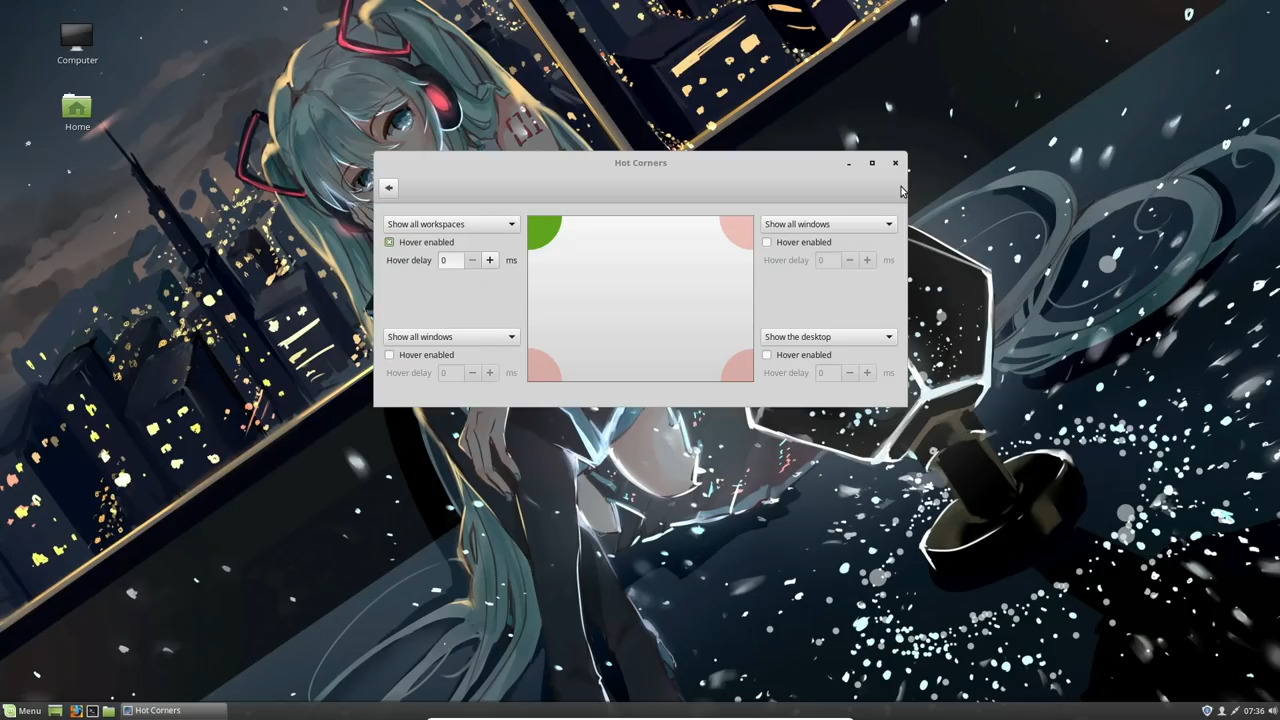 Computer
Home
01
Hot Corners
Show all workspaces
Show all windows
Hover enabled
Hover enabled
Hover delay 0 ms
Hover delay 0 ms
Show all windows
Show the desktop
Hover enabled
Hover enabled
Hover delay 0 ms
Hover delay 0 ms
Menu
Hot Corners
07:36